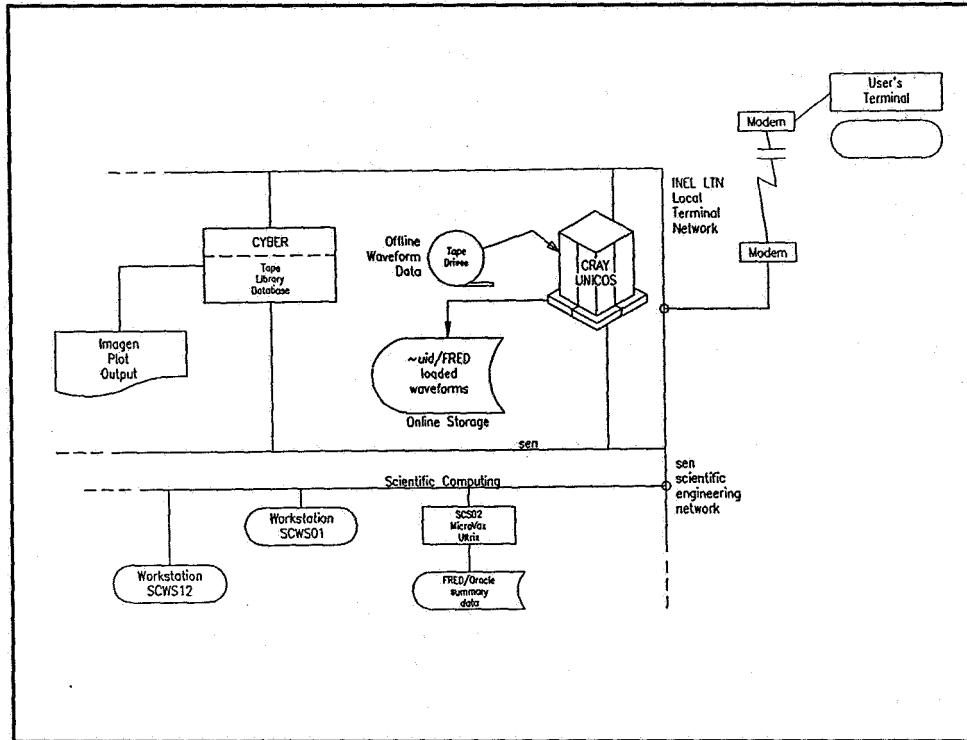 User's
Terminal
Modem
INEL LTN
Local
Terminal
Network
Modem
CYBER
Tape
Library
Database
Offline
Waveform
Data
Tape
Drives
CRAY
UNICOS
Imagen
Plot
Output
~uid/FRED
loaded
waveforms
Online Storage
sen
sen
scientific
engineering
network
Scientific Computing
Workstation
SCWS01
SCS02
MicroVax
Ultrix
Workstation
SCWS12
FRED/Oracle
summary
data